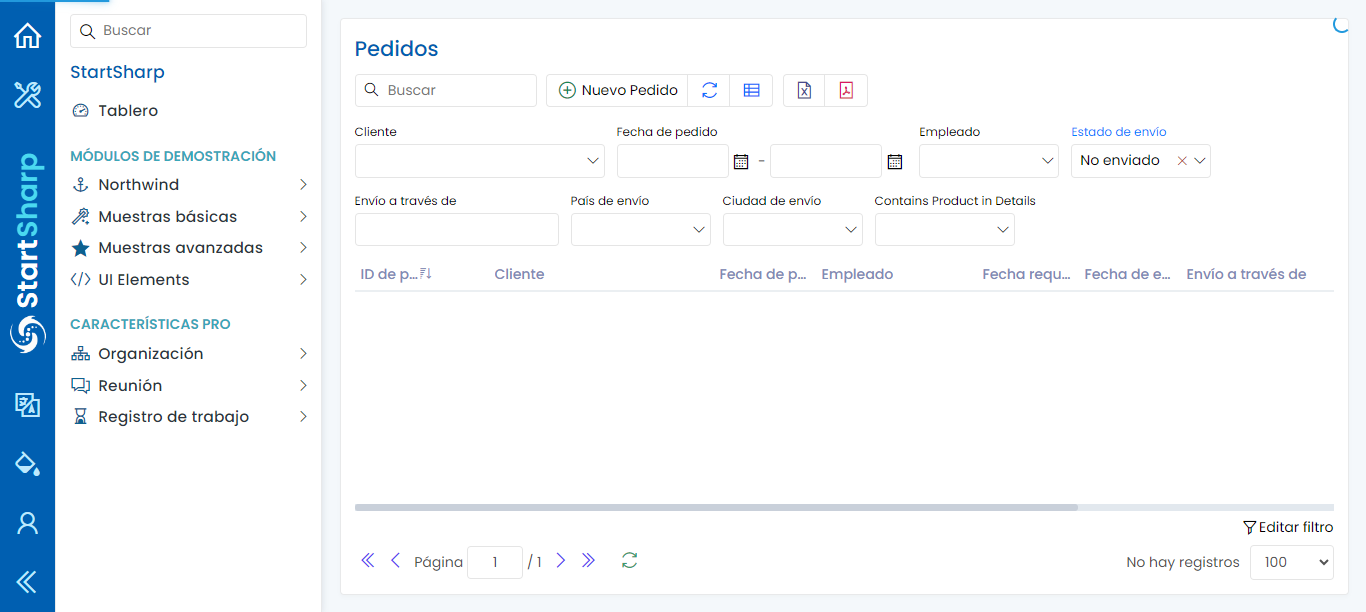 StartSharp
Buscar
StartSharp
Tablero
MÓDULOS DE DEMOSTRACIÓN
Northwind
Muestras básicas
Muestras avanzadas
UI Elements
CARACTERÍSTICAS PRO
Organización
Reunión
Registro de trabajo
Pedidos
Buscar
Nuevo Pedido
Cliente
Fecha de pedido
Empleado
Estado de envío
–
No enviado
Envío a través de
País de envío
Ciudad de envío
Contains Product in Details
ID de p... Cliente Fecha de p... Empleado Fecha requ... Fecha de e... Envío a través de
Editar filtro
Página 1 / 1
No hay registros 100